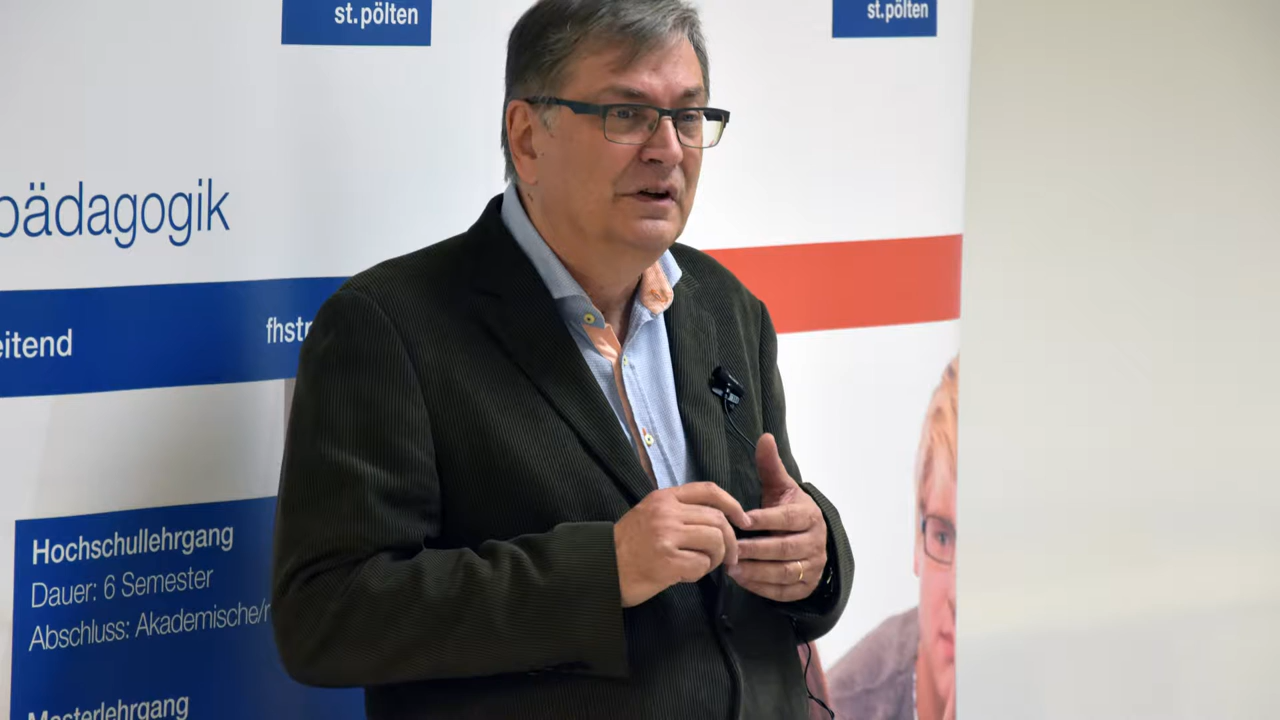 st.pölten
st.pölten
pädagogik
eitend
fhstr
Hochschullehrgang
Dauer: 6 Semester
Abschluss: Akademische/r
Masterlehrgang